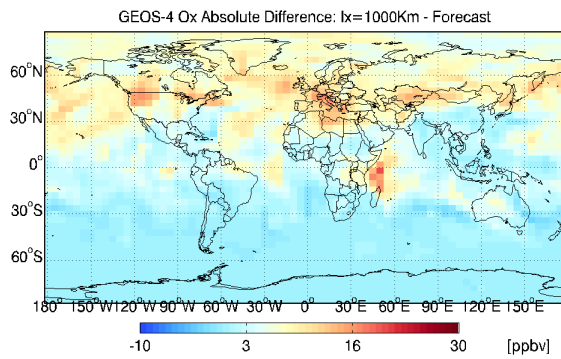 GEOS-4 Ox Absolute Difference: lx=1000Km - Forecast
60°N
30°N
0°
30°S
60°S
180°W 150°W 120°W 90°W 60°W 30°W 0° 30°E 60°E 90°E 120°E 150°E
-10 3 16 30 [ppbv]